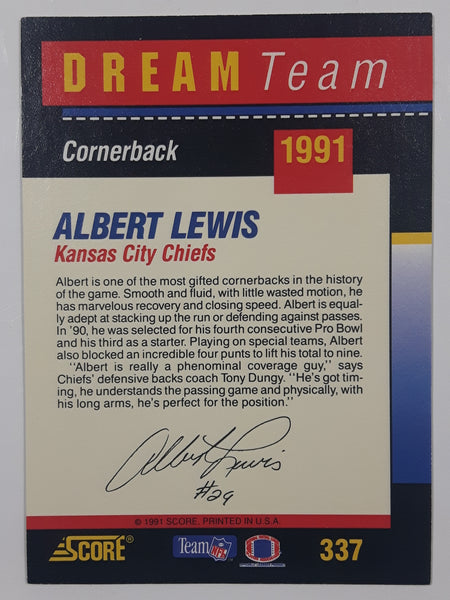 DREAM Team
Cornerback
1991
ALBERT LEWIS
Kansas City Chiefs
Albert is one of the most gifted cornerbacks in the history
of the game. Smooth and fluid, with little wasted motion, he
has marvelous recovery and closing speed. Albert is equal-
ly adept at stacking up the run or defending against passes.
In '90, he was selected for his fourth consecutive Pro Bowl
and his third as a starter. Playing on special teams, Albert
also blocked an incredible four punts to lift his total to nine.
"Albert is really a phenominal coverage guy," says
Chiefs' defensive backs coach Tony Dungy. "He's got tim-
ing, he understands the passing game and physically, with
his long arms, he's perfect for the position."
Albert Lewis
#29
© 1991 SCORE, PRINTED IN U.S.A.
SCORE® Team NFL 337